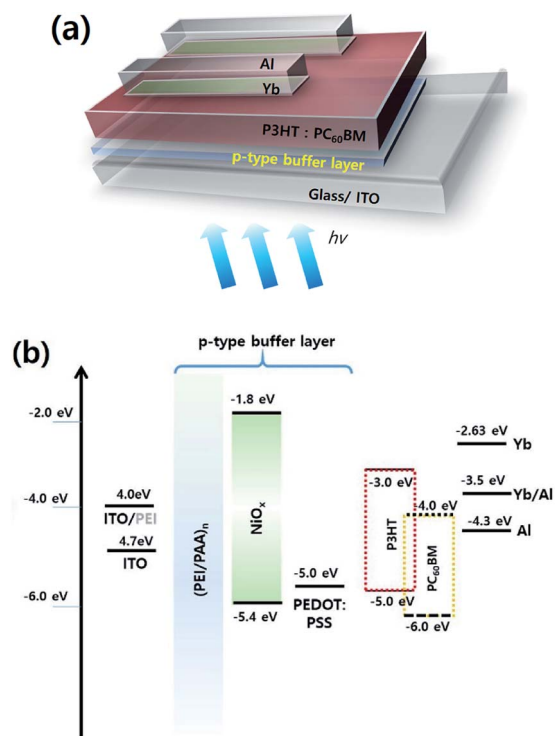 (a)
Al
Yb
P3HT : PC₆₀BM
p-type buffer layer
Glass/ ITO
hv
(b)
p-type buffer layer
-2.0 eV
-4.0 eV
-6.0 eV
4.0eV
ITO/PEI
4.7eV
ITO
(PEI/PAA)ₙ
-1.8 eV
NiOₓ
-5.4 eV
-5.0 eV
PEDOT:
PSS
-3.0 eV
P3HT
-5.0 eV
-4.0 eV
PC₆₀BM
-6.0 eV
-2.63 eV
Yb
-3.5 eV
Yb/Al
-4.3 eV
Al